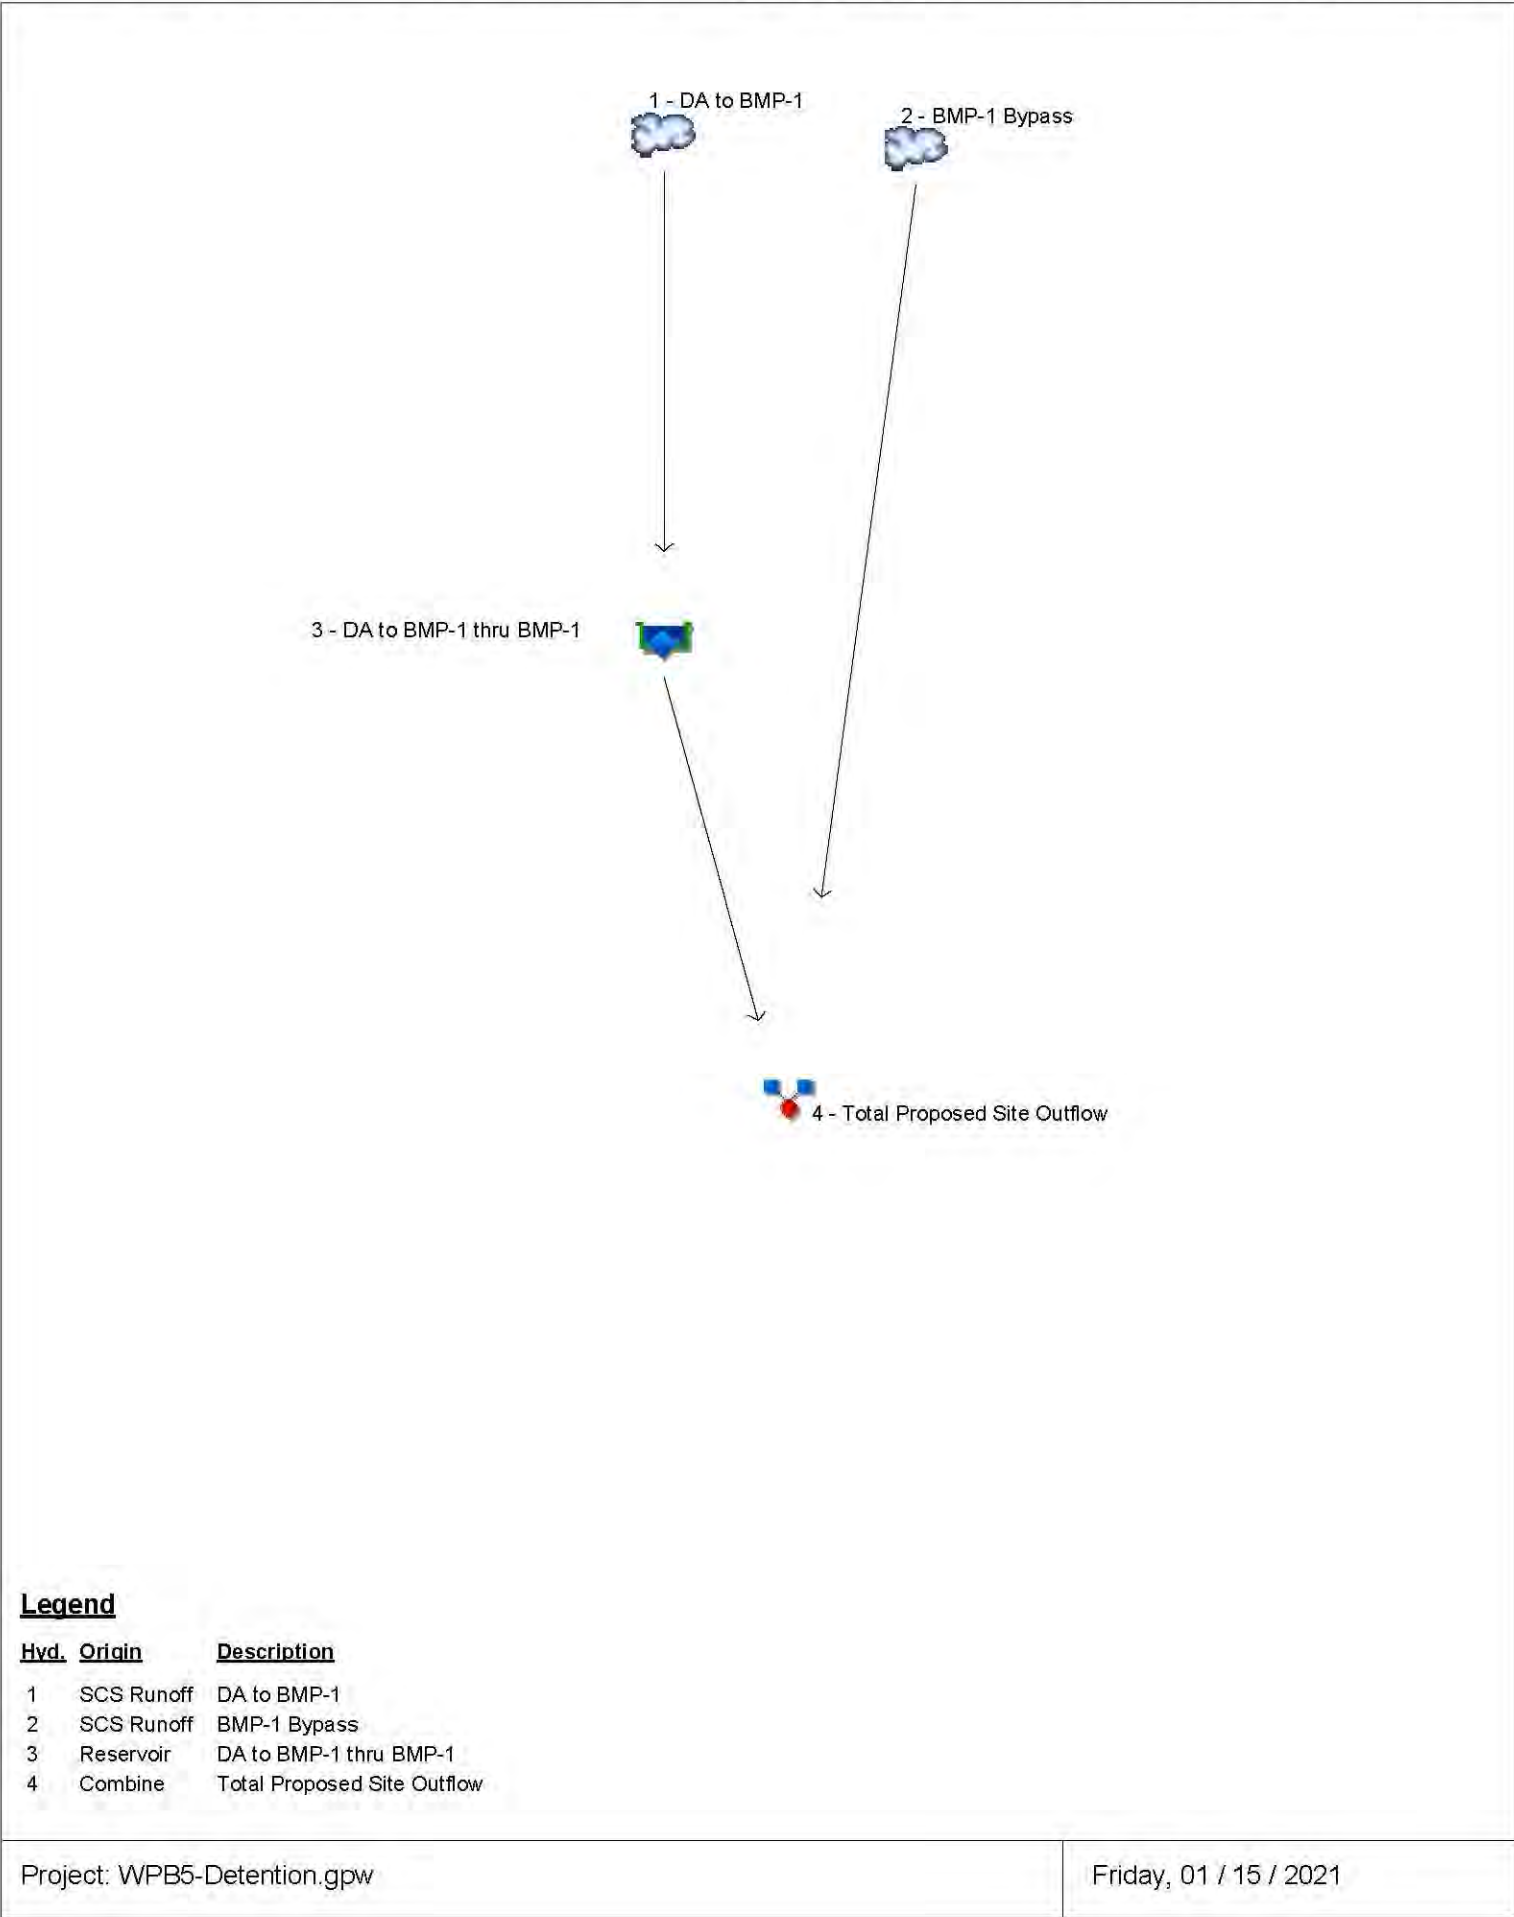 1 - DA to BMP-1
2 - BMP-1 Bypass
3 - DA to BMP-1 thru BMP-1
4 - Total Proposed Site Outflow
Legend
Hyd. Origin Description
1 SCS Runoff DA to BMP-1
2 SCS Runoff BMP-1 Bypass
3 Reservoir DA to BMP-1 thru BMP-1
4 Combine Total Proposed Site Outflow
Project: WPB5-Detention.gpw
Friday, 01 / 15 / 2021